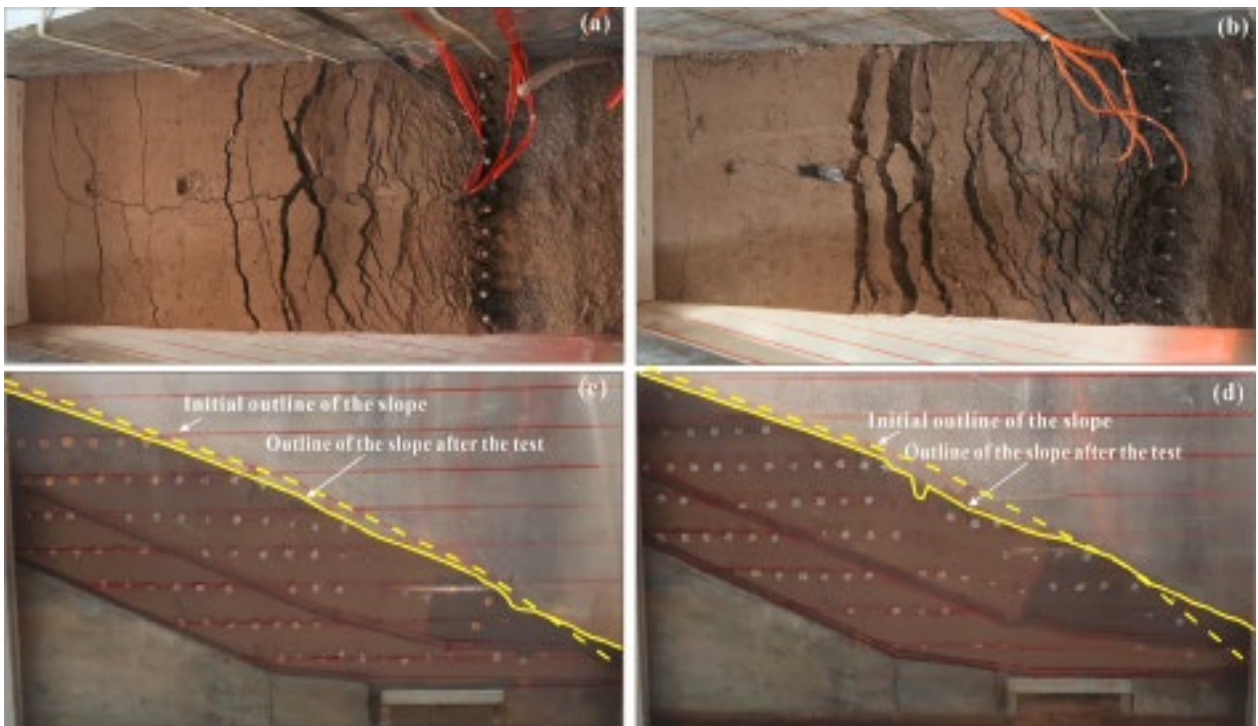 (a)
(b)
(c)
Initial outline of the slope
Outline of the slope after the test
(d)
Initial outline of the slope
Outline of the slope after the test